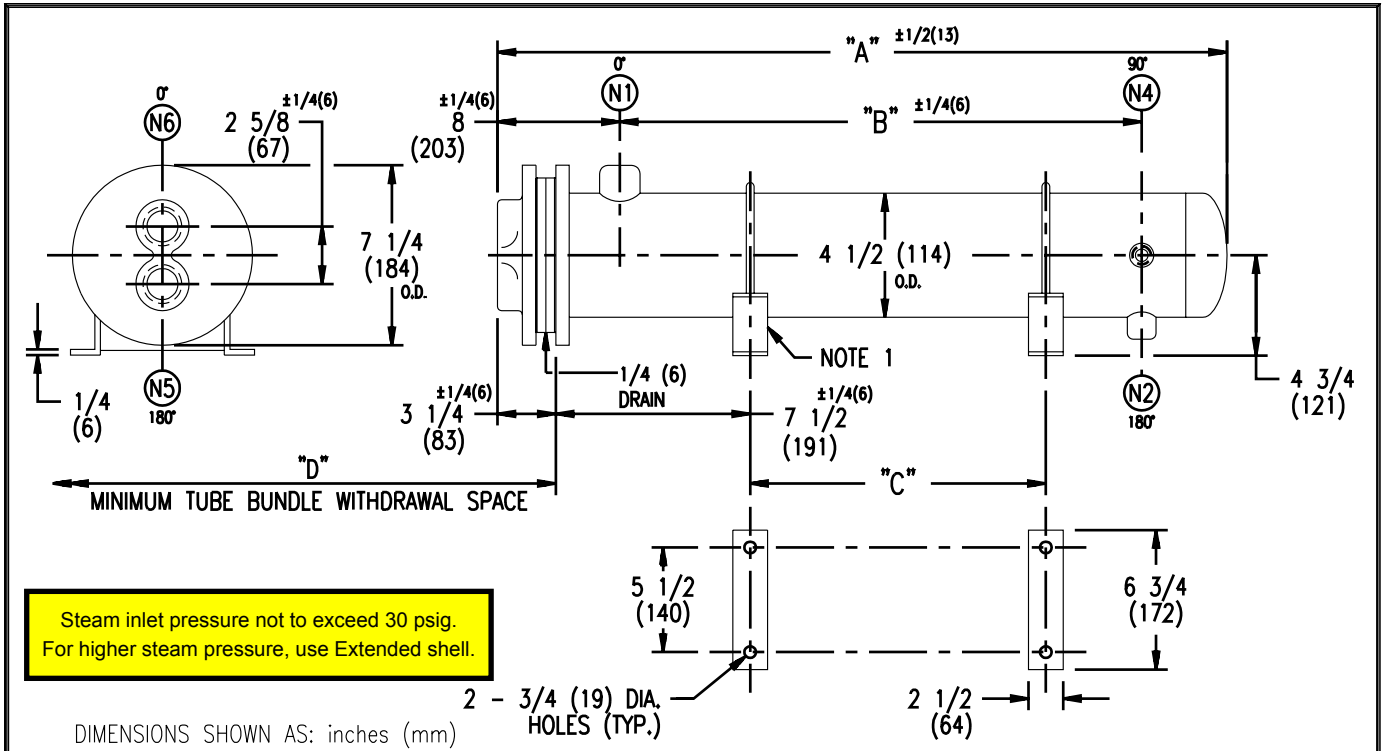 "A" ±1/2(13)
0°
N6
±1/4(6)
2 5/8
(67)
±1/4(6)
8
(203)
0°
N1
"B" ±1/4(6)
90°
N4
7 1/4
(184)
O.D.
4 1/2 (114)
O.D.
NOTE 1
1/4
(6)
N5
180°
±1/4(6)
3 1/4
(83)
1/4 (6)
DRAIN
±1/4(6)
7 1/2
(191)
N2
180°
4 3/4
(121)
"D"
MINIMUM TUBE BUNDLE WITHDRAWAL SPACE
"C"
5 1/2
(140)
6 3/4
(172)
Steam inlet pressure not to exceed 30 psig.
For higher steam pressure, use Extended shell.
2 - 3/4 (19) DIA.
HOLES (TYP.)
2 1/2
(64)
DIMENSIONS SHOWN AS: inches (mm)